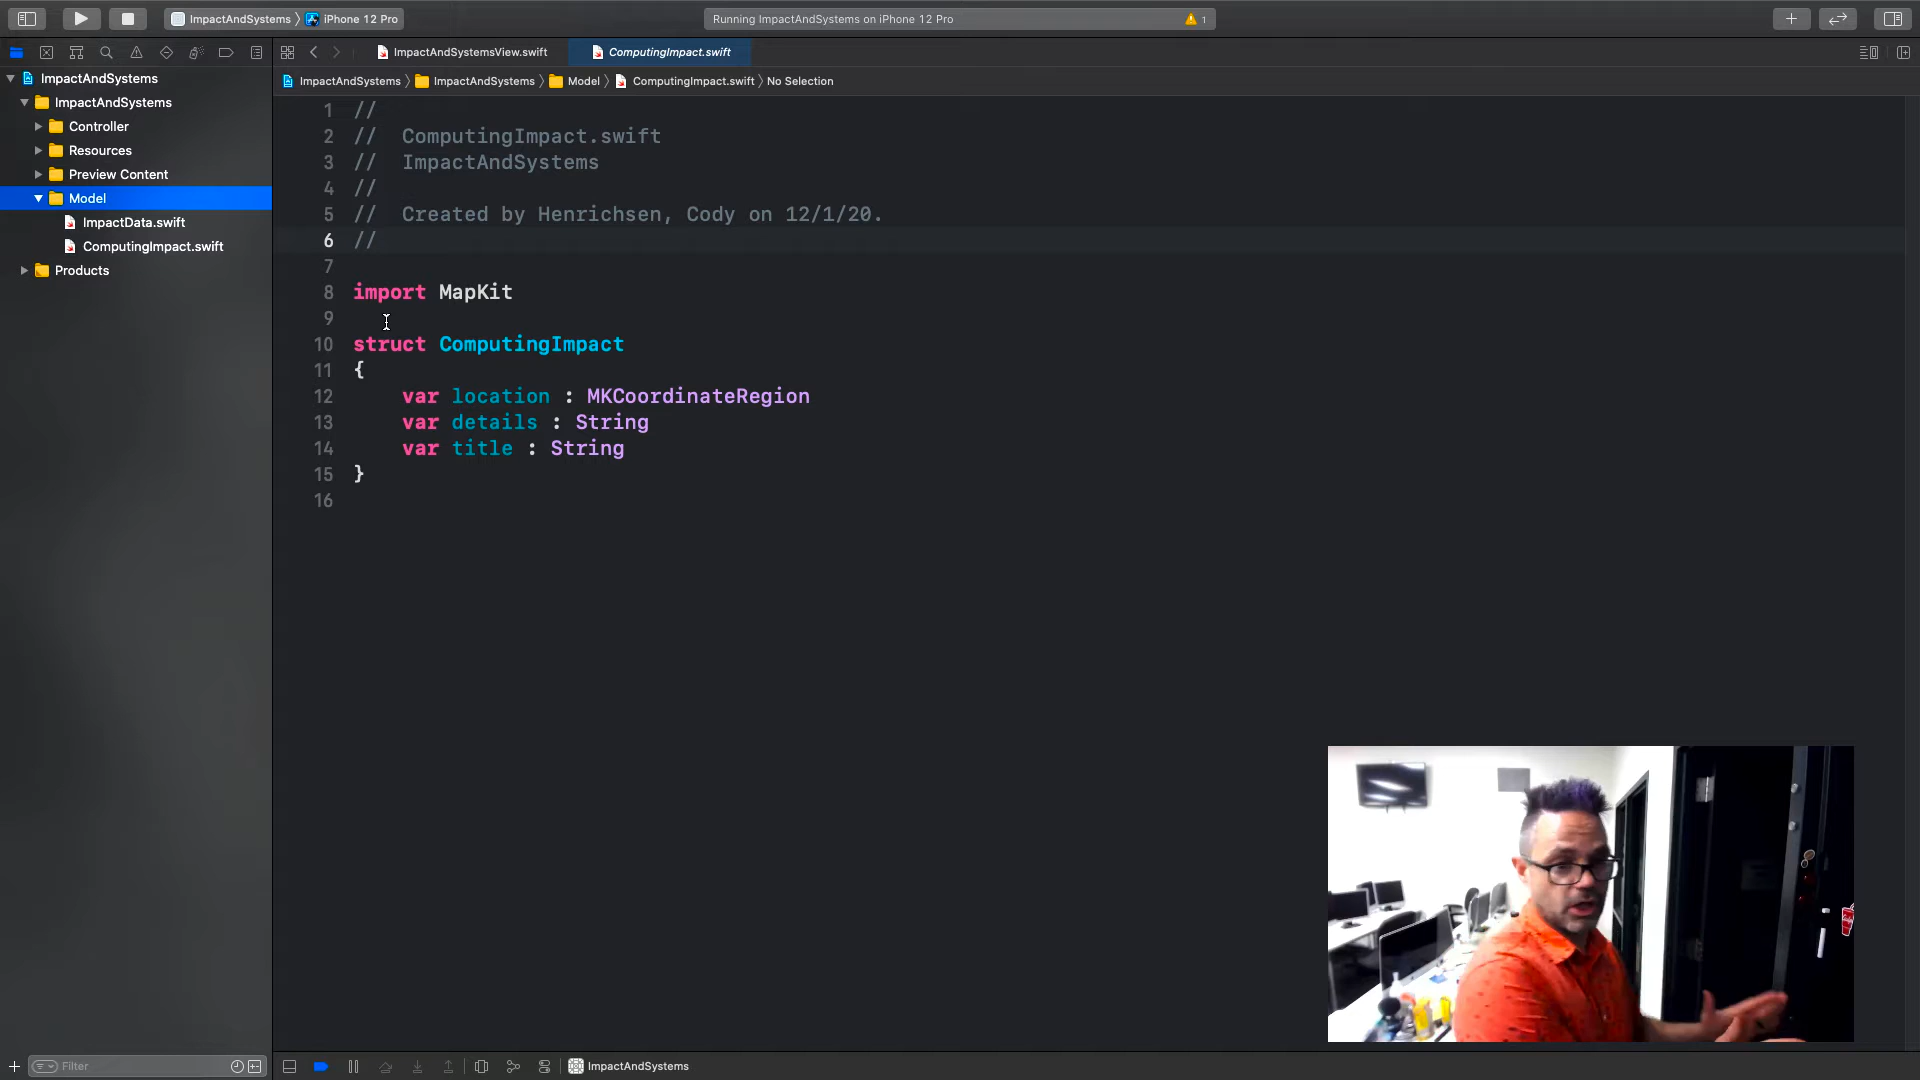 ImpactAndSystems 〉 iPhone 12 Pro
Running ImpactAndSystems on iPhone 12 Pro
1
ImpactAndSystemsView.swift
ComputingImpact.swift
ImpactAndSystems 〉 ImpactAndSystems 〉 Model 〉 ComputingImpact.swift 〉 No Selection
ImpactAndSystems
ImpactAndSystems
Controller
Resources
Preview Content
Model
ImpactData.swift
ComputingImpact.swift
Products
1 //
2 //  ComputingImpact.swift
3 //  ImpactAndSystems
4 //
5 //  Created by Henrichsen, Cody on 12/1/20.
6 //
7
8 import MapKit
9
10 struct ComputingImpact
11 {
12     var location : MKCoordinateRegion
13     var details : String
14     var title : String
15 }
16
Filter
ImpactAndSystems